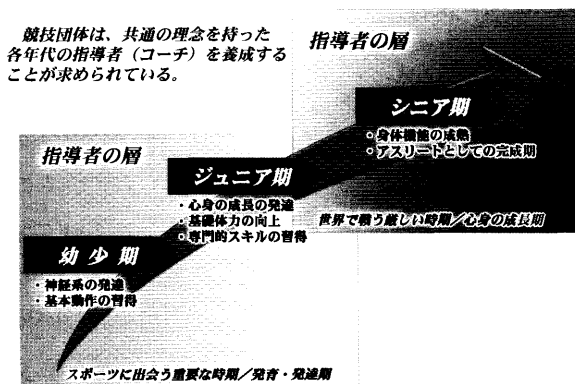 競技団体は、共通の理念を持った
各年代の指導者（コーチ）を養成する
ことが求められている。
指導者の層
シニア期
・身体機能の成熟
・アスリートとしての完成期
世界で戦う厳しい時期／心身の成長期
指導者の層
ジュニア期
・心身の成長の発達
・基礎体力の向上
・専門的スキルの習得
幼少期
・神経系の発達
・基本動作の習得
スポーツに出会う重要な時期／発育・発達期